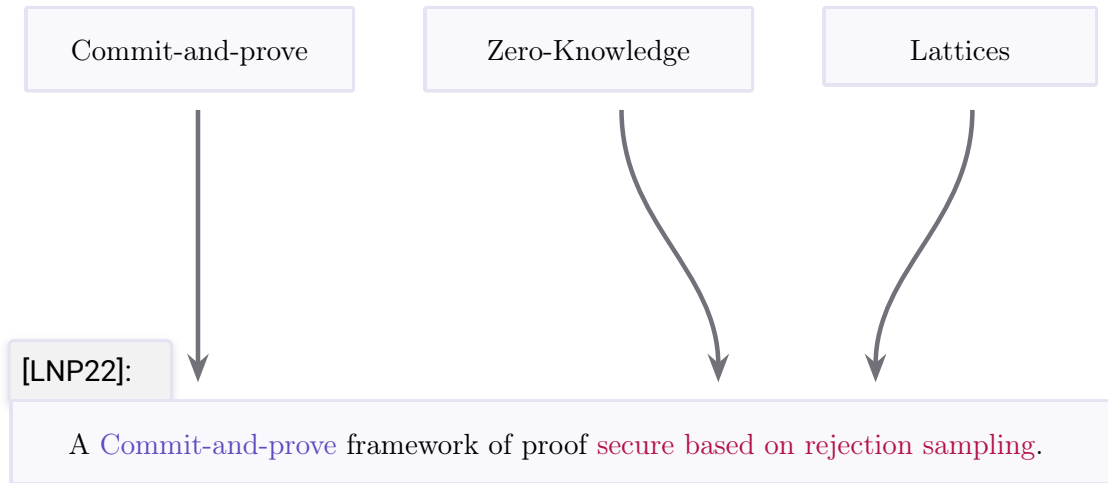 Commit-and-prove
Zero-Knowledge
Lattices
[LNP22]:
A Commit-and-prove framework of proof secure based on rejection sampling.